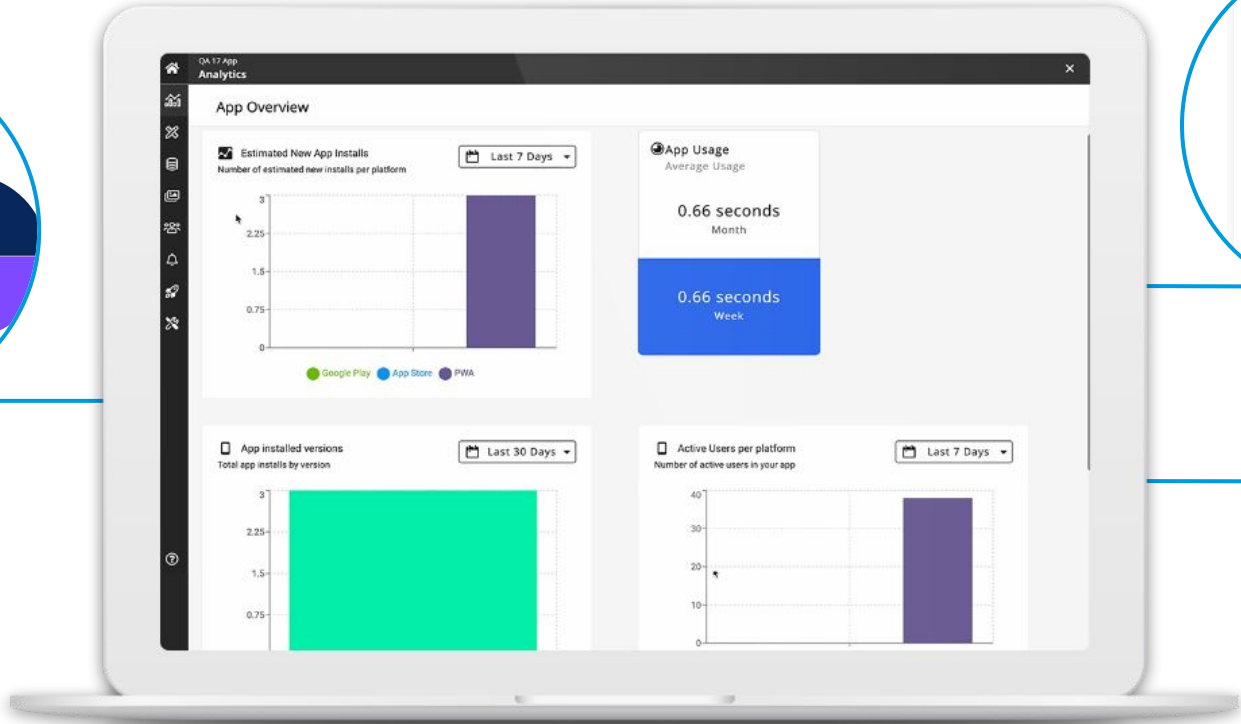 QA 17 App
Analytics
App Overview
Estimated New App Installs
Number of estimated new installs per platform
Last 7 Days
3
2.25
1.5
0.75
0
Google Play
App Store
PWA
App Usage
Average Usage
0.66 seconds
Month
0.66 seconds
Week
App installed versions
Total app installs by version
Last 30 Days
3
2.25
1.5
0.75
Active Users per platform
Number of active users in your app
Last 7 Days
40
30
20
10
0